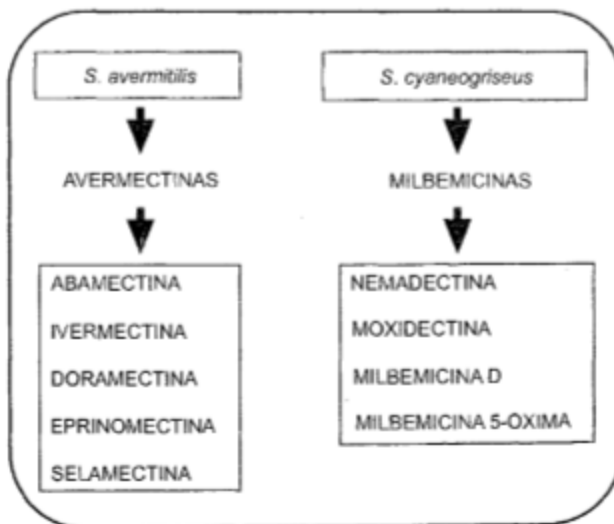 S. avermitilis
AVERMECTINAS
ABAMECTINA
IVERMECTINA
DORAMECTINA
EPRINOMECTINA
SELAMECTINA
S. cyaneogriseus
MILBEMICINAS
NEMADECTINA
MOXIDECTINA
MILBEMICINA D
MILBEMICINA 5-OXIMA